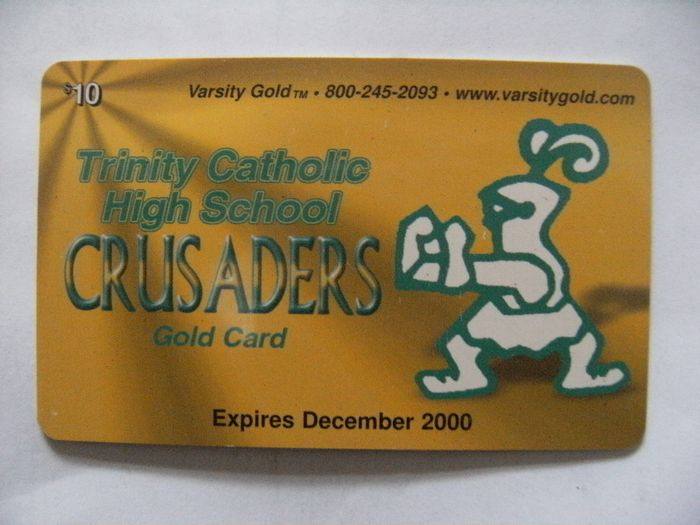 $10
Varsity Gold™ • 800-245-2093 • www.varsitygold.com
Trinity Catholic
High School
CRUSADERS
Gold Card
Expires December 2000